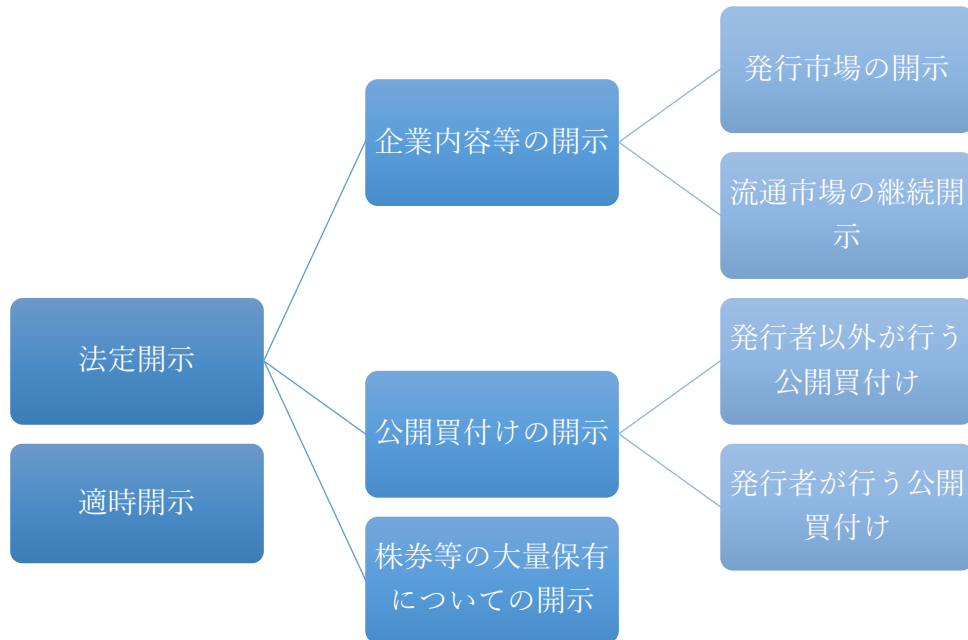 法定開示
企業内容等の開示
発行市場の開示
流通市場の継続開
示
公開買付けの開示
発行者以外が行う
公開買付け
発行者が行う公開
買付け
株券等の大量保有
についての開示
適時開示